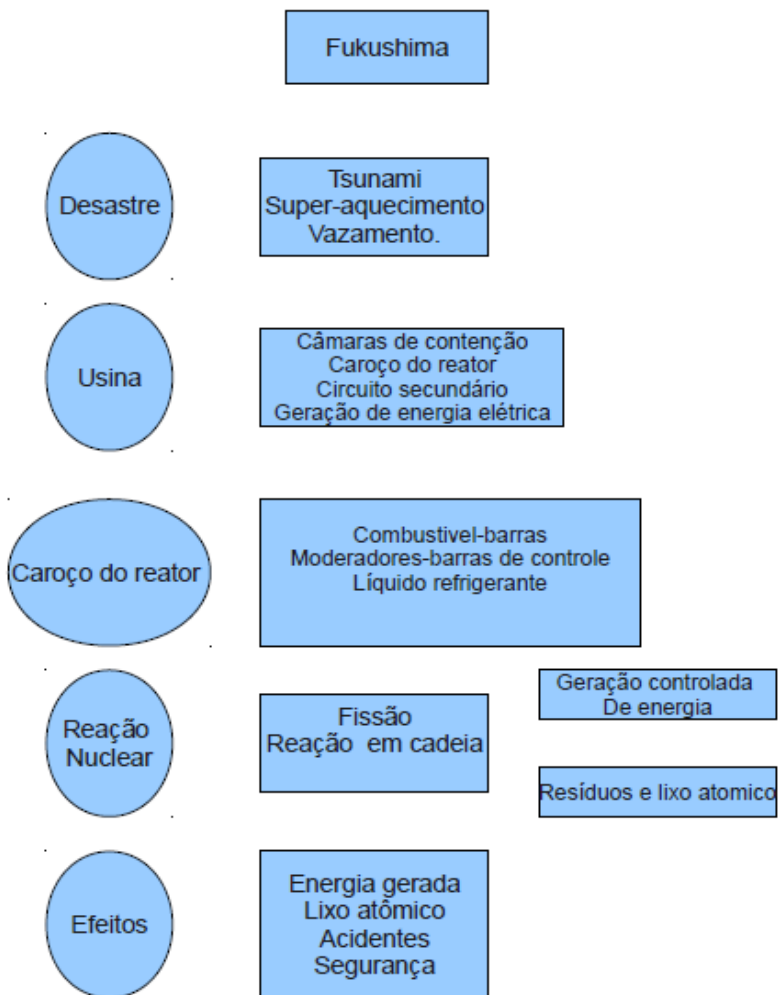 Fukushima
Desastre
Tsunami
Super-aquecimento
Vazamento.
Usina
Câmaras de contenção
Caroço do reator
Circuito secundário
Geração de energia elétrica
Caroço do reator
Combustivel-barras
Moderadores-barras de controle
Líquido refrigerante
Reação
Nuclear
Fissão
Reação em cadeia
Geração controlada
De energia
Resíduos e lixo atomico
Efeitos
Energia gerada
Lixo atômico
Acidentes
Segurança